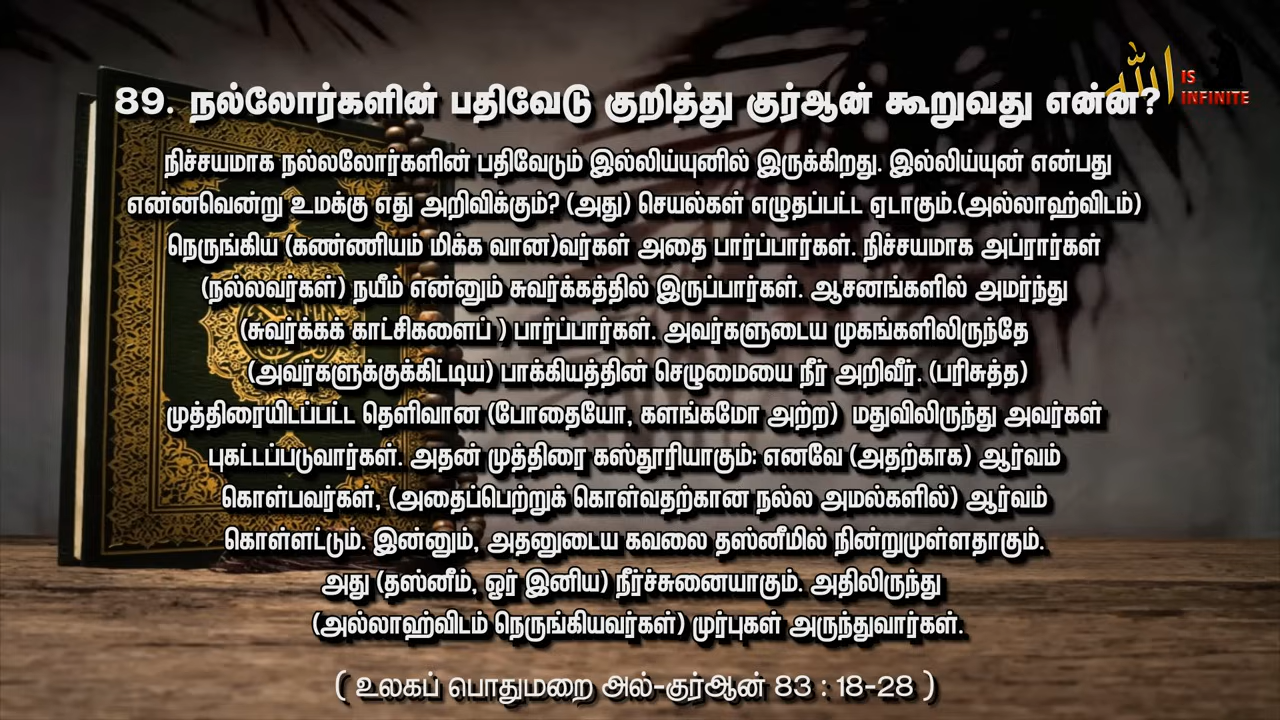 الله
IS
INFINITE
89. நல்லோர்களின் பதிவேடு குறித்து குர்ஆன் கூறுவது என்ன?
நிச்சயமாக நல்லலோர்களின் பதிவேடும் இல்லிய்யுனில் இருக்கிறது. இல்லிய்யுன் என்பது
என்னவென்று உமக்கு எது அறிவிக்கும்? (அது) செயல்கள் எழுதப்பட்ட ஏடாகும்.(அல்லாஹ்விடம்)
நெருங்கிய (கண்ணியம் மிக்க வான)வர்கள் அதை பார்ப்பார்கள். நிச்சயமாக அப்ரார்கள்
(நல்லவர்கள்) நயீம் என்னும் சுவர்க்கத்தில் இருப்பார்கள். ஆசனங்களில் அமர்ந்து
(சுவர்க்கக் காட்சிகளைப் ) பார்ப்பார்கள். அவர்களுடைய முகங்களிலிருந்தே
(அவர்களுக்குக்கிட்டிய) பாக்கியத்தின் செழுமையை நீர் அறிவீர். (பரிசுத்த)
முத்திரையிடப்பட்ட தெளிவான (போதையோ, களங்கமோ அற்ற) மதுவிலிருந்து அவர்கள்
புகட்டப்படுவார்கள். அதன் முத்திரை கஸ்தூரியாகும்: எனவே (அதற்காக) ஆர்வம்
கொள்பவர்கள், (அதைப்பெற்றுக் கொள்வதற்கான நல்ல அமல்களில்) ஆர்வம்
கொள்ளட்டும். இன்னும், அதனுடைய கவலை தஸ்னீமில் நின்றுமுள்ளதாகும்.
அது (தஸ்னீம், ஓர் இனிய) நீர்ச்சுனையாகும். அதிலிருந்து
(அல்லாஹ்விடம் நெருங்கியவர்கள்) முர்புகள் அருந்துவார்கள்.
( உலகப் பொதுமறை அல்-குர்ஆன் 83 : 18-28 )